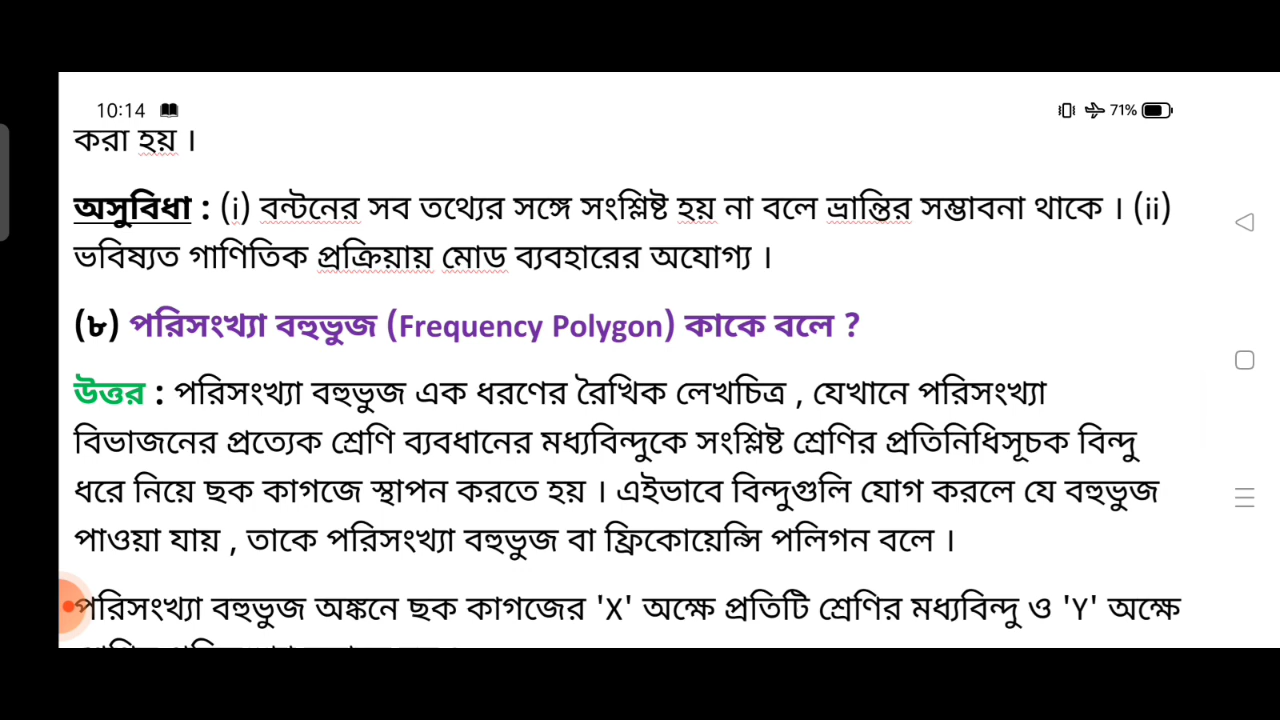 10:14
71%
করা হয় ।
অসুবিধা : (i) বন্টনের সব তথ্যের সঙ্গে সংশ্লিষ্ট হয় না বলে ভ্রান্তির সম্ভাবনা থাকে । (ii)
ভবিষ্যত গাণিতিক প্রক্রিয়ায় মোড ব্যবহারের অযোগ্য ।
(৮) পরিসংখ্যা বহুভুজ (Frequency Polygon) কাকে বলে ?
উত্তর : পরিসংখ্যা বহুভুজ এক ধরণের রৈখিক লেখচিত্র , যেখানে পরিসংখ্যা
বিভাজনের প্রত্যেক শ্রেণি ব্যবধানের মধ্যবিন্দুকে সংশ্লিষ্ট শ্রেণির প্রতিনিধিসূচক বিন্দু
ধরে নিয়ে ছক কাগজে স্থাপন করতে হয় । এইভাবে বিন্দুগুলি যোগ করলে যে বহুভুজ
পাওয়া যায় , তাকে পরিসংখ্যা বহুভুজ বা ফ্রিকোয়েন্সি পলিগন বলে ।
পরিসংখ্যা বহুভুজ অঙ্কনে ছক কাগজের 'X' অক্ষে প্রতিটি শ্রেণির মধ্যবিন্দু ও 'Y' অক্ষে